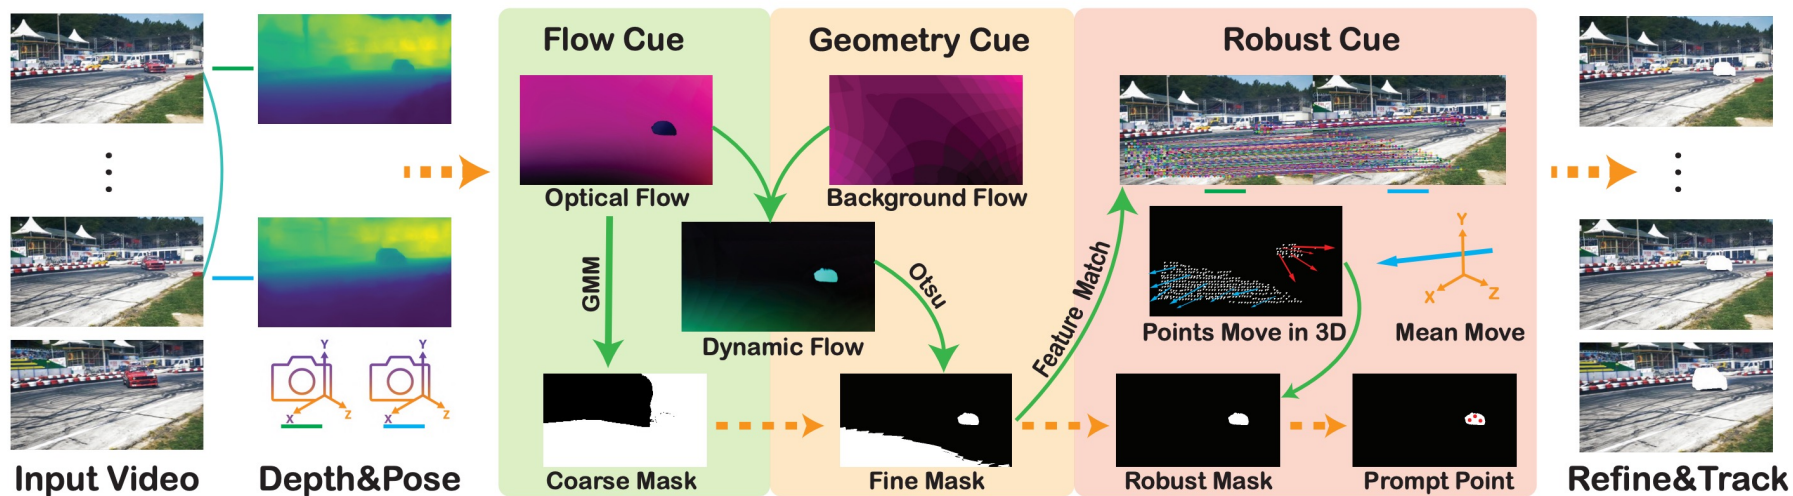 Flow Cue
Geometry Cue
Robust Cue
Optical Flow
Background Flow
GMM
Otsu
Feature Match
Dynamic Flow
Points Move in 3D
Mean Move
Y
X
Z
Y
X
Z
Y
X
Z
Coarse Mask
Fine Mask
Robust Mask
Prompt Point
Input Video
Depth&Pose
Refine&Track